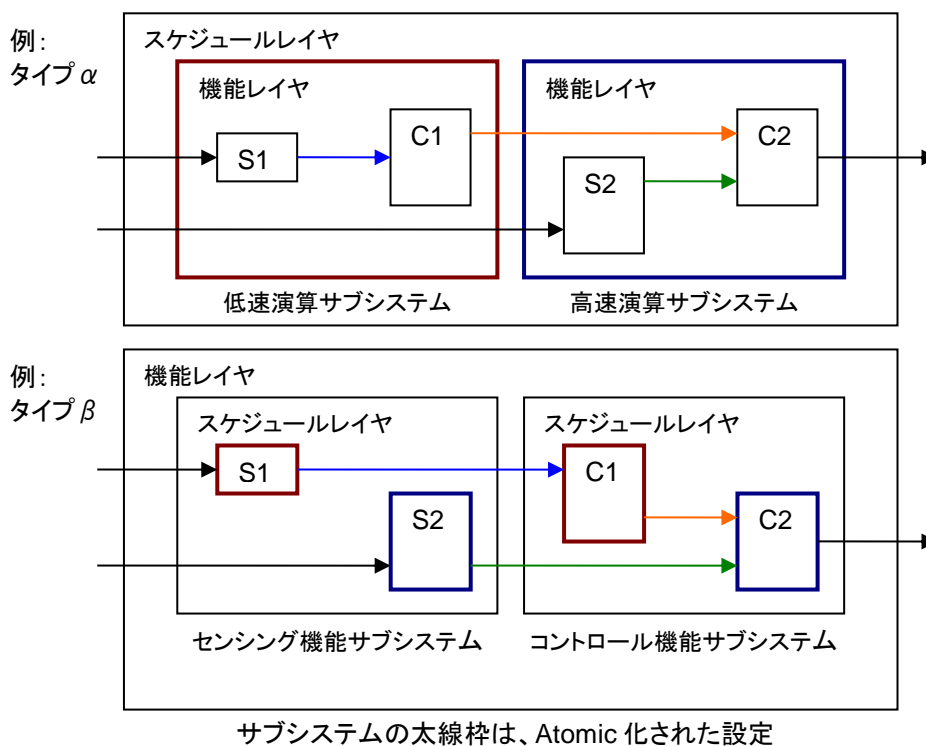 例:
タイプα
スケジュールレイヤ
機能レイヤ
機能レイヤ
S1
C1
S2
C2
低速演算サブシステム
高速演算サブシステム
例:
タイプβ
機能レイヤ
スケジュールレイヤ
スケジュールレイヤ
S1
S2
C1
C2
センシング機能サブシステム
コントロール機能サブシステム
サブシステムの太線枠は、Atomic 化された設定